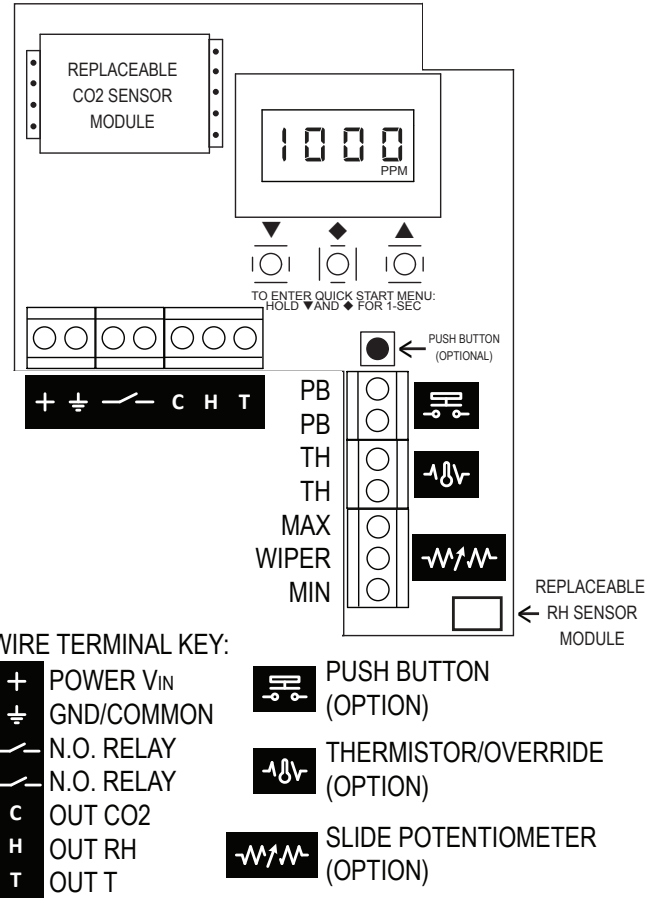 REPLACEABLE
CO2 SENSOR
MODULE
1000
PPM
▼ ◆ ▲
TO ENTER QUICK START MENU:
HOLD ▼AND ◆ FOR 1-SEC
PUSH BUTTON
(OPTIONAL)
+ ⏚ C H T
PB
PB
TH
TH
MAX
WIPER
MIN
REPLACEABLE
RH SENSOR
MODULE
WIRE TERMINAL KEY:
+ POWER VIN
⏚ GND/COMMON
N.O. RELAY
N.O. RELAY
C OUT CO2
H OUT RH
T OUT T
PUSH BUTTON
(OPTION)
THERMISTOR/OVERRIDE
(OPTION)
SLIDE POTENTIOMETER
(OPTION)